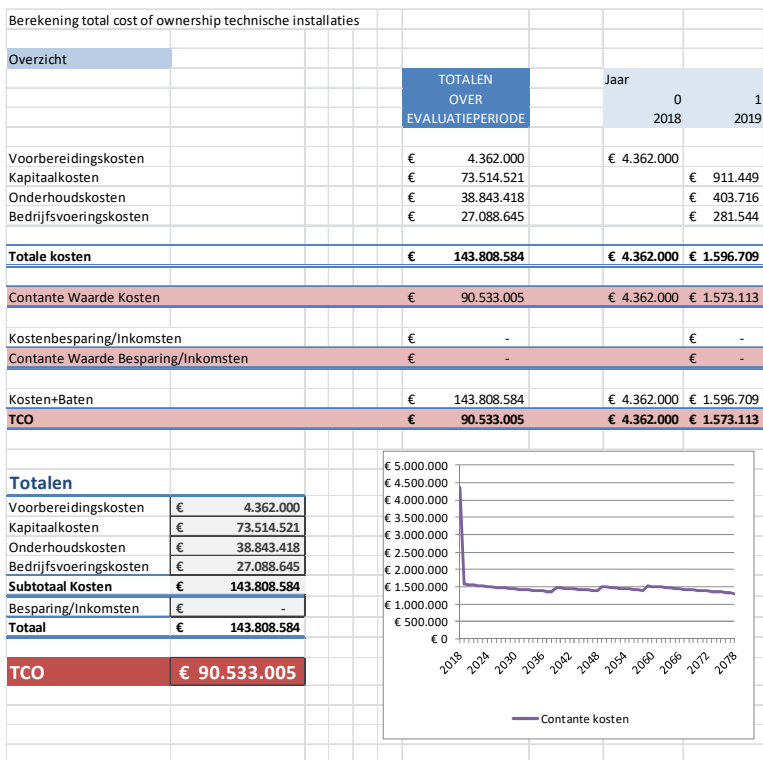 Berekening total cost of ownership technische installaties
Overzicht
TOTALEN Jaar
OVER 0 1
EVALUATIEPERIODE 2018 2019
Voorbereidingskosten € 4.362.000 € 4.362.000
Kapitaalkosten € 73.514.521 € 911.449
Onderhoudskosten € 38.843.418 € 403.716
Bedrijfsvoeringskosten € 27.088.645 € 281.544
Totale kosten € 143.808.584 € 4.362.000 € 1.596.709
Contante Waarde Kosten € 90.533.005 € 4.362.000 € 1.573.113
Kostenbesparing/Inkomsten € - € -
Contante Waarde Besparing/Inkomsten € - € -
Kosten+Baten € 143.808.584 € 4.362.000 € 1.596.709
TCO € 90.533.005 € 4.362.000 € 1.573.113
Totalen
Voorbereidingskosten € 4.362.000
Kapitaalkosten € 73.514.521
Onderhoudskosten € 38.843.418
Bedrijfsvoeringskosten € 27.088.645
Subtotaal Kosten € 143.808.584
Besparing/Inkomsten € -
Totaal € 143.808.584
TCO € 90.533.005
€ 5.000.000
€ 4.500.000
€ 4.000.000
€ 3.500.000
€ 3.000.000
€ 2.500.000
€ 2.000.000
€ 1.500.000
€ 1.000.000
€ 500.000
€ 0
2018 2024 2030 2036 2042 2048 2054 2060 2066 2072 2078
Contante kosten